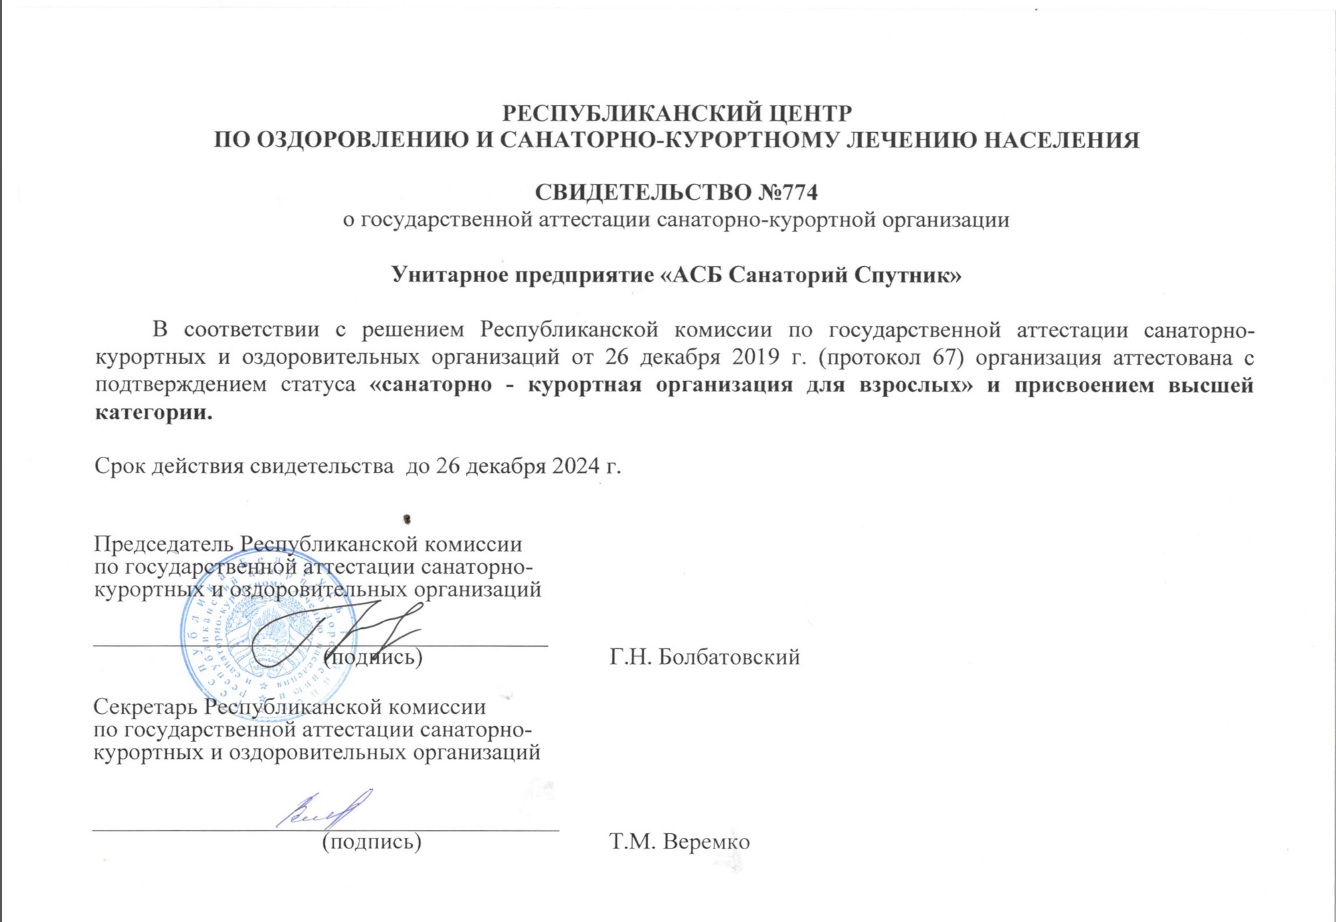 РЕСПУБЛИКАНСКИЙ ЦЕНТР
ПО ОЗДОРОВЛЕНИЮ И САНАТОРНО-КУРОРТНОМУ ЛЕЧЕНИЮ НАСЕЛЕНИЯ
СВИДЕТЕЛЬСТВО №774
о государственной аттестации санаторно-курортной организации
Унитарное предприятие «АСБ Санаторий Спутник»
В соответствии с решением Республиканской комиссии по государственной аттестации санаторно-
курортных и оздоровительных организаций от 26 декабря 2019 г. (протокол 67) организация аттестована с
подтверждением статуса «санаторно - курортная организация для взрослых» и присвоением высшей
категории.
Срок действия свидетельства до 26 декабря 2024 г.
Председатель Республиканской комиссии
по государственной аттестации санаторно-
курортных и оздоровительных организаций
(подпись) Г.Н. Болбатовский
Секретарь Республиканской комиссии
по государственной аттестации санаторно-
курортных и оздоровительных организаций
(подпись) Т.М. Веремко